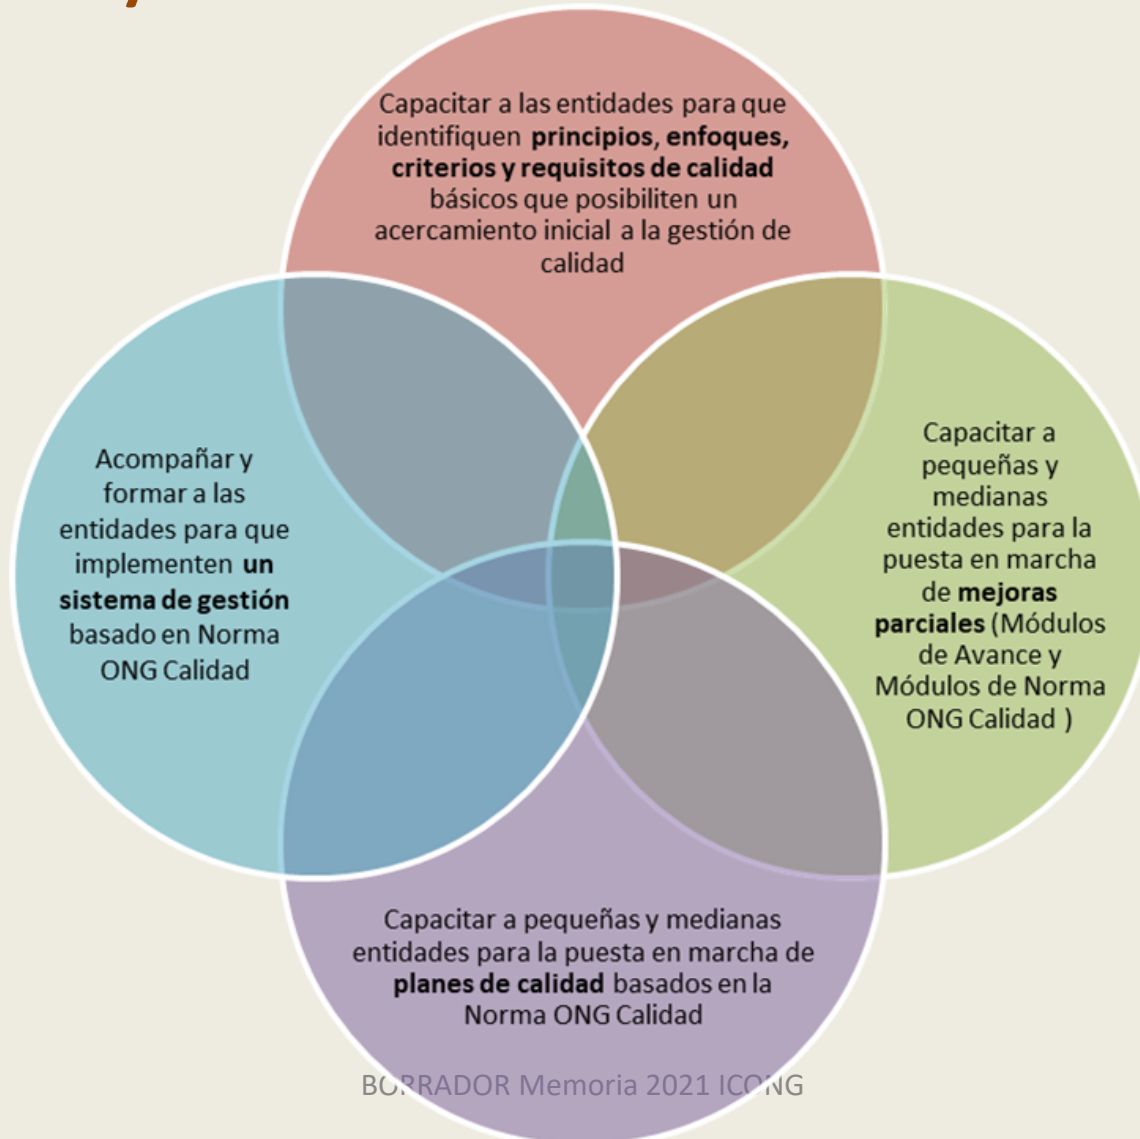 Capacitar a las entidades para que
identifiquen principios, enfoques,
criterios y requisitos de calidad
básicos que posibiliten un
acercamiento inicial a la gestión de
calidad
Acompañar y
formar a las
entidades para que
implementen un
sistema de gestión
basado en Norma
ONG Calidad
Capacitar a
pequeñas y
medianas
entidades para la
puesta en marcha
de mejoras
parciales (Módulos
de Avance y
Módulos de Norma
ONG Calidad )
Capacitar a pequeñas y medianas
entidades para la puesta en marcha de
planes de calidad basados en la
Norma ONG Calidad
BORRADOR Memoria 2021 ICONG